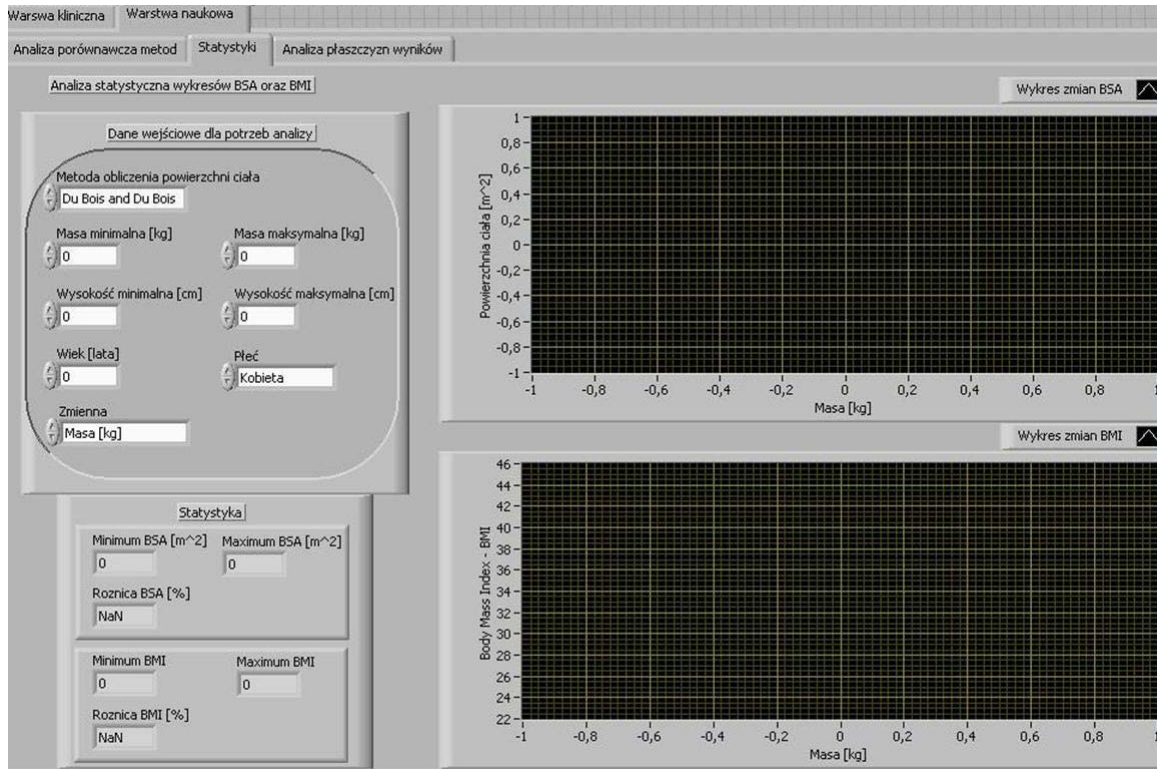 Warswa kliniczna
Warstwa naukowa
Analiza porównawcza metod
Statystyki
Analiza płaszczyzn wyników
Analiza statystyczna wykresów BSA oraz BMI
Dane wejściowe dla potrzeb analizy
Metoda obliczenia powierzchni ciała
Du Bois and Du Bois
Masa minimalna [kg]
Masa maksymalna [kg]
0
0
Wysokość minimalna [cm]
Wysokość maksymalna [cm]
0
0
Wiek [lata]
Płeć
0
Kobieta
Zmienna
Masa [kg]
Statystyka
Minimum BSA [m^2]
Maximum BSA [m^2]
0
0
Roznica BSA [%]
NaN
Minimum BMI
Maximum BMI
0
0
Roznica BMI [%]
NaN
Wykres zmian BSA
Powierzchnia ciała [m^2]
1
0,8
0,6
0,4
0,2
0
-0,2
-0,4
-0,6
-0,8
-1
-1 -0,8 -0,6 -0,4 -0,2 0 0,2 0,4 0,6 0,8 1
Masa [kg]
Wykres zmian BMI
Body Mass Index - BMI
46
44
42
40
38
36
34
32
30
28
26
24
22
-1 -0,8 -0,6 -0,4 -0,2 0 0,2 0,4 0,6 0,8 1
Masa [kg]